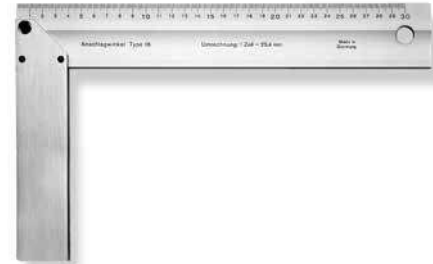 1 2 3 4 5 6 7 8 9 10 11 12 13 14 15 16 17 18 19 20 21 22 23 24 25 26 27 28 29 30
Anschlagwinkel Type Umrechnung 1 Zoll = 25,4 mm Made in
Germany